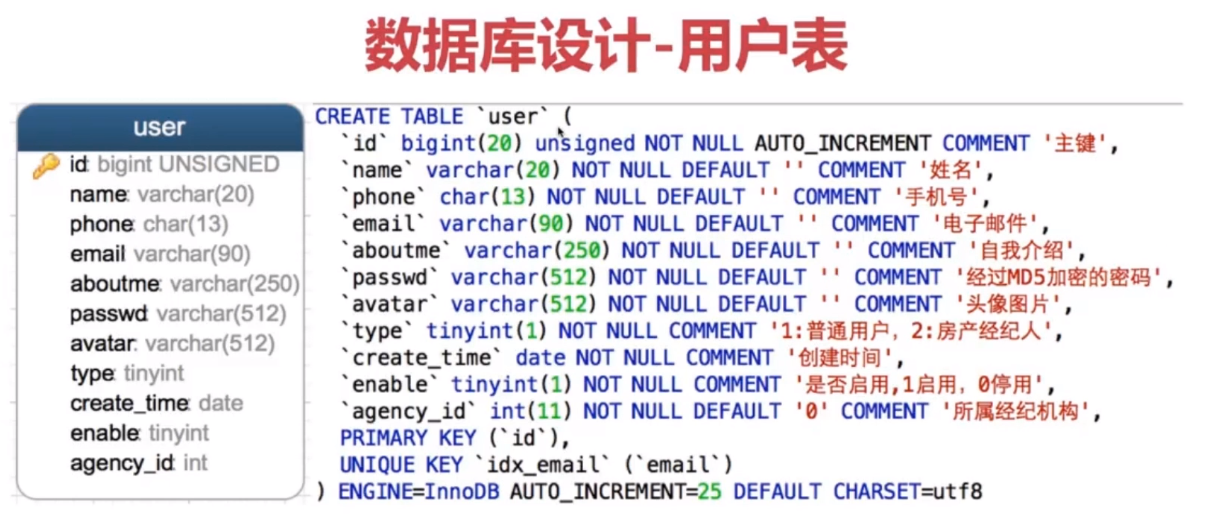 数据库设计-用户表
user
id: bigint UNSIGNED
name: varchar(20)
phone: char(13)
email varchar(90)
aboutme: varchar(250)
passwd: varchar(512)
avatar: varchar(512)
type: tinyint
create_time: date
enable: tinyint
agency_id: int
CREATE TABLE `user` (
`id` bigint(20) unsigned NOT NULL AUTO_INCREMENT COMMENT '主键',
`name` varchar(20) NOT NULL DEFAULT '' COMMENT '姓名',
`phone` char(13) NOT NULL DEFAULT '' COMMENT '手机号',
`email` varchar(90) NOT NULL DEFAULT '' COMMENT '电子邮件',
`aboutme` varchar(250) NOT NULL DEFAULT '' COMMENT '自我介绍',
`passwd` varchar(512) NOT NULL DEFAULT '' COMMENT '经过MD5加密的密码',
`avatar` varchar(512) NOT NULL DEFAULT '' COMMENT '头像图片',
`type` tinyint(1) NOT NULL COMMENT '1:普通用户，2:房产经纪人',
`create_time` date NOT NULL COMMENT '创建时间',
`enable` tinyint(1) NOT NULL COMMENT '是否启用,1启用，0停用',
`agency_id` int(11) NOT NULL DEFAULT '0' COMMENT '所属经纪机构',
PRIMARY KEY (`id`),
UNIQUE KEY `idx_email` (`email`)
) ENGINE=InnoDB AUTO_INCREMENT=25 DEFAULT CHARSET=utf8